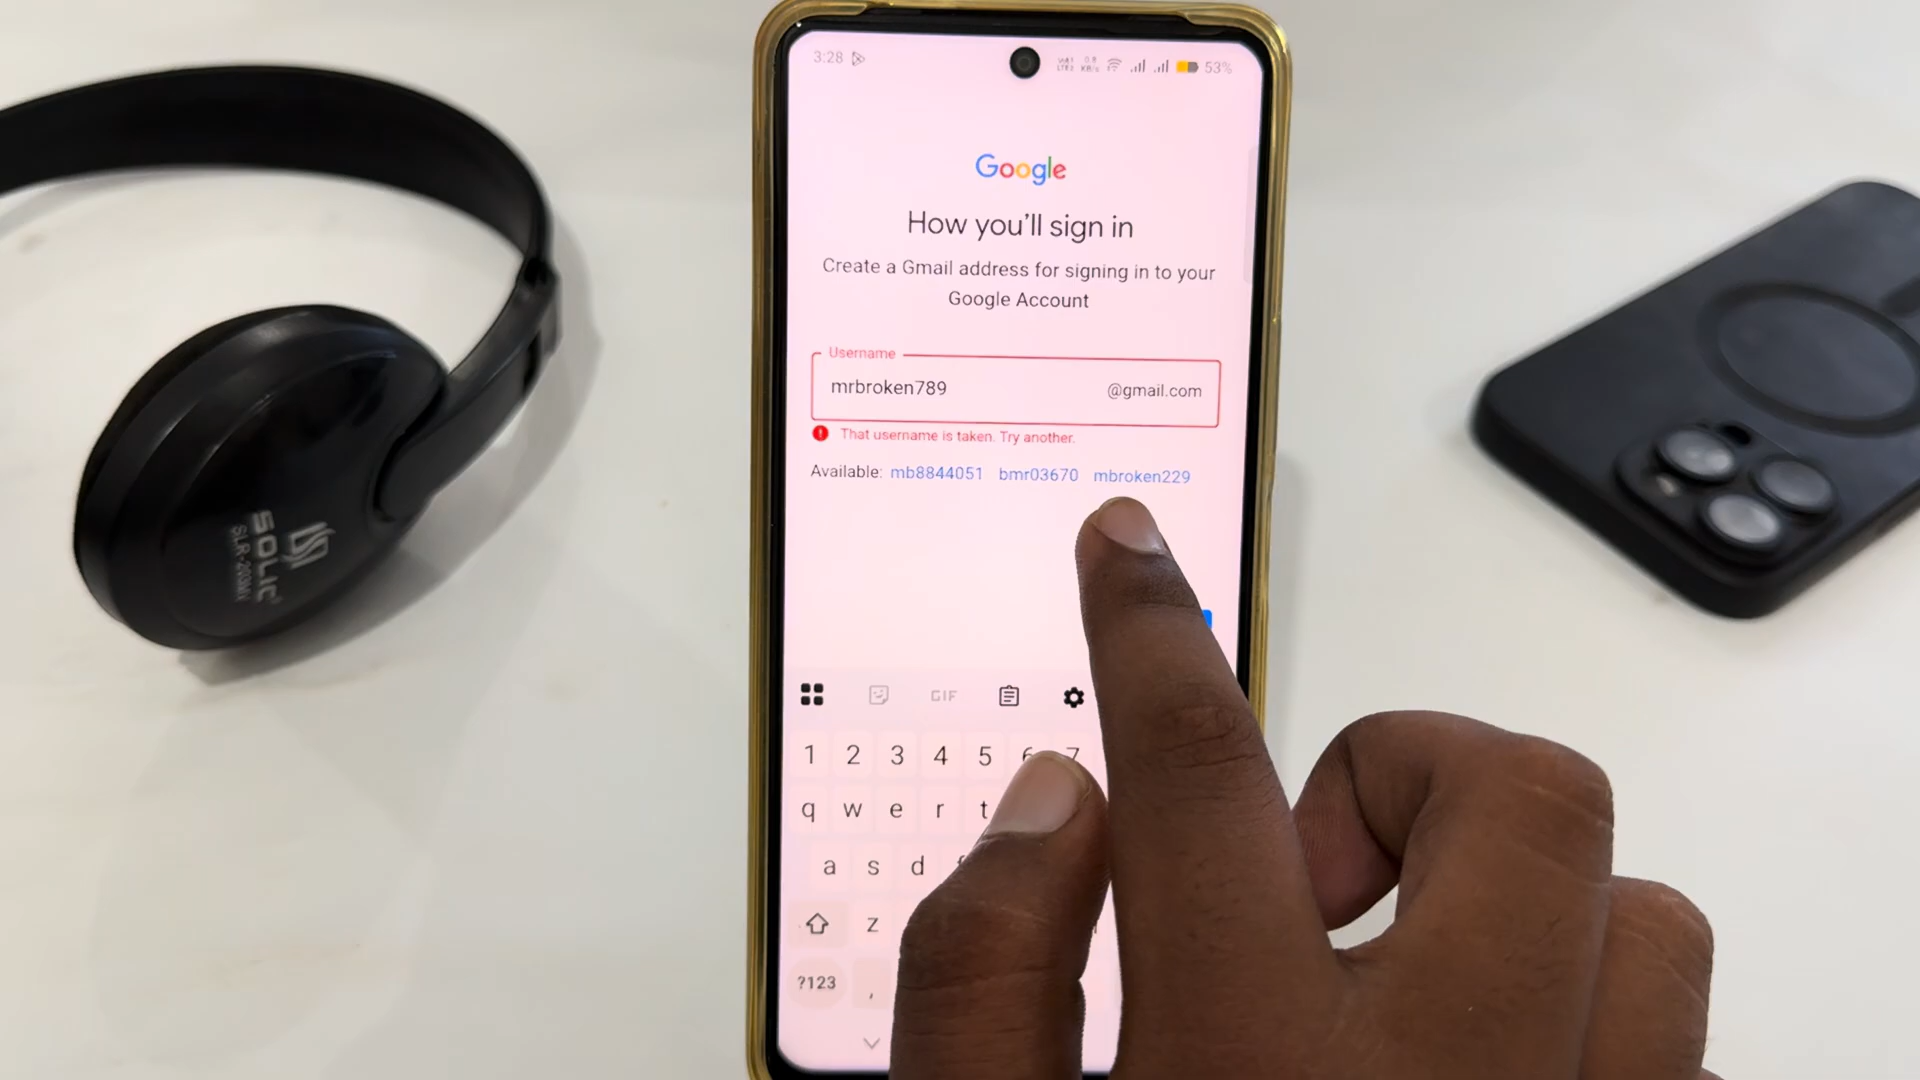 3:28 53%
Google
How you'll sign in
Create a Gmail address for signing in to your
Google Account
Username
mrbroken789 @gmail.com
That username is taken. Try another.
Available: mb8844051 bmr03670 mbroken229
GIF
1 2 3 4 5 6 7
q w e r t
a s d f
z
?123 ,
SOLIC